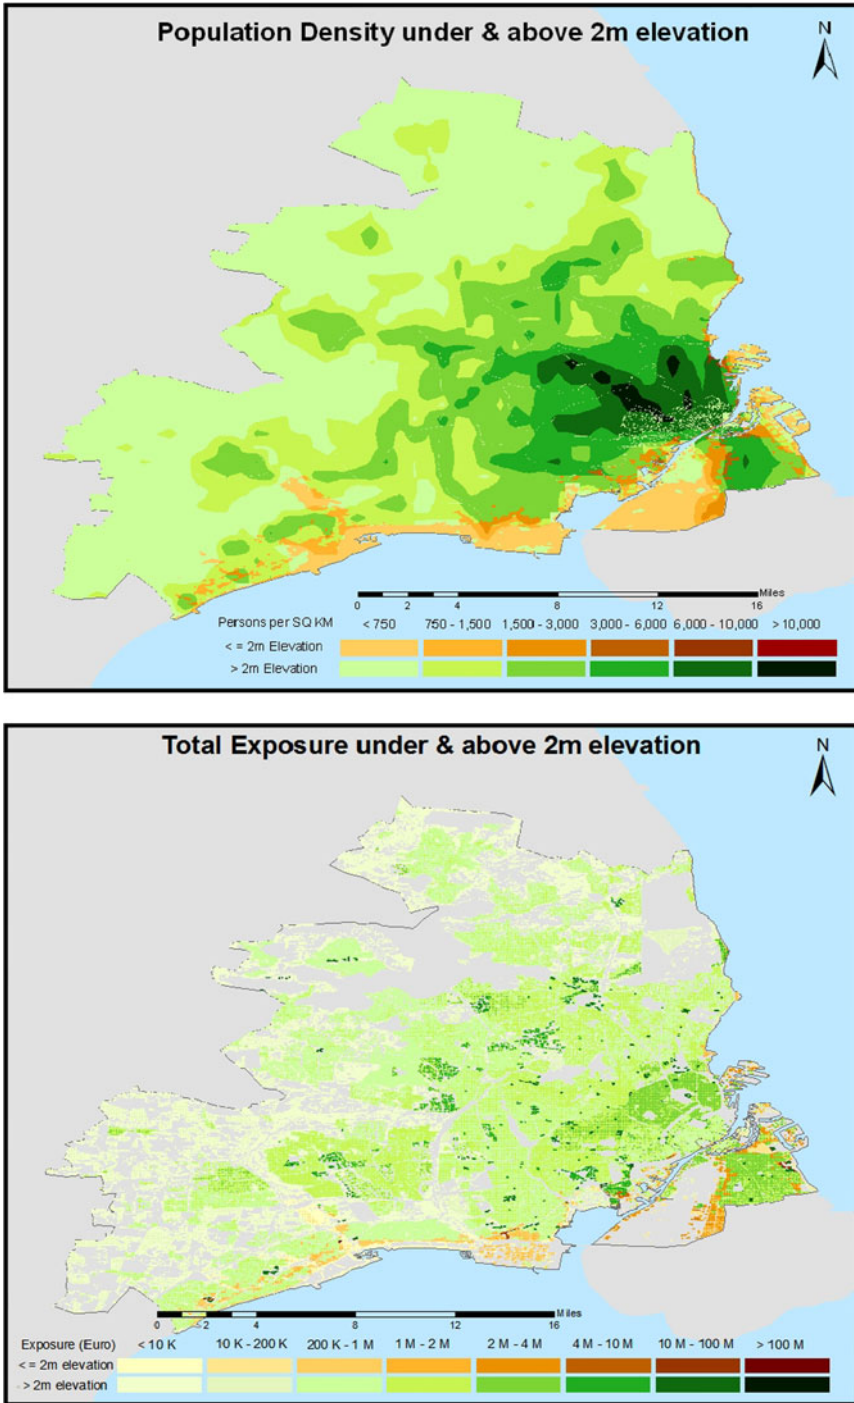 Population Density under & above 2m elevation
N
Miles
0 2 4 8 12 16
Persons per SQ KM < 750 750 - 1,500 1,500 - 3,000 3,000 - 6,000 6,000 - 10,000 > 10,000
< = 2m Elevation
> 2m Elevation
Total Exposure under & above 2m elevation
N
Miles
0 2 4 8 12 16
Exposure (Euro) < 10 K 10 K - 200 K 200 K - 1 M 1 M - 2 M 2 M - 4 M 4 M - 10 M 10 M - 100 M > 100 M
< = 2m elevation
> 2m elevation